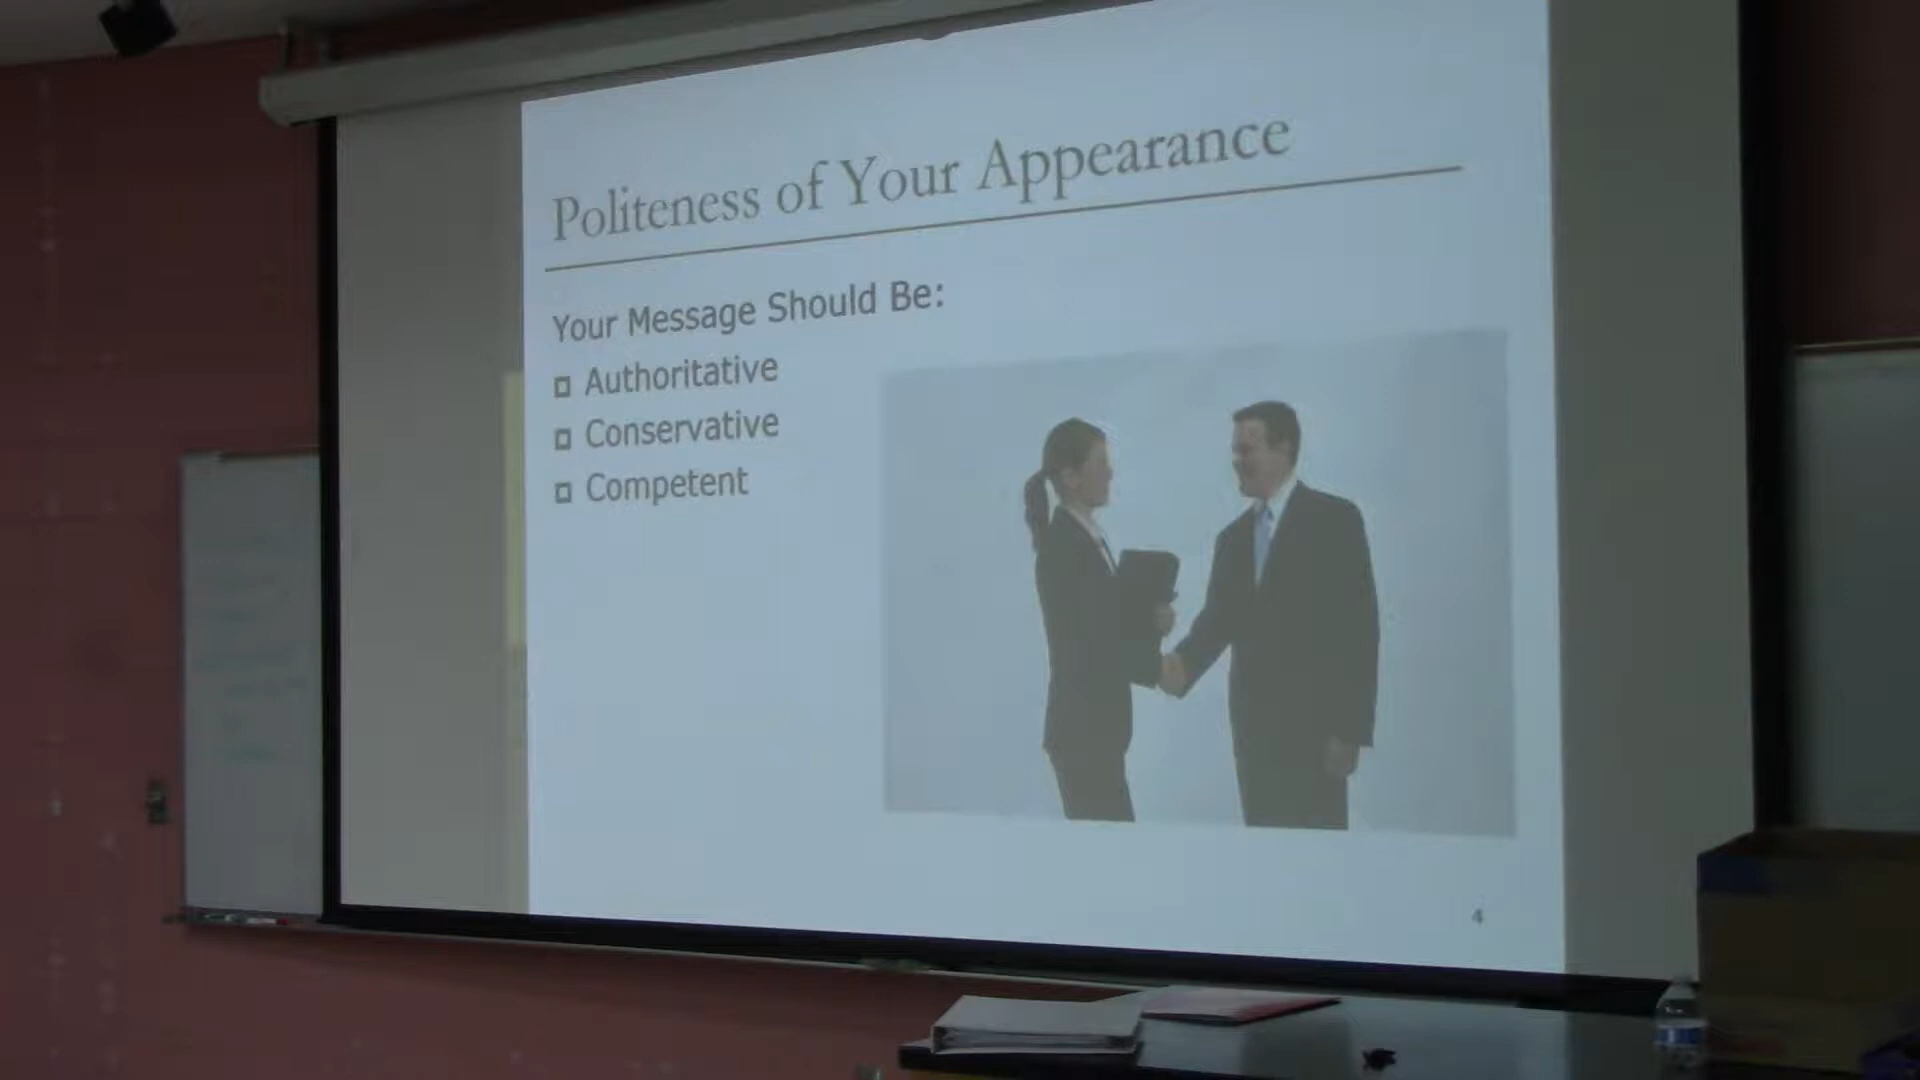 Politeness of Your Appearance
Your Message Should Be:
Authoritative
Conservative
Competent
4